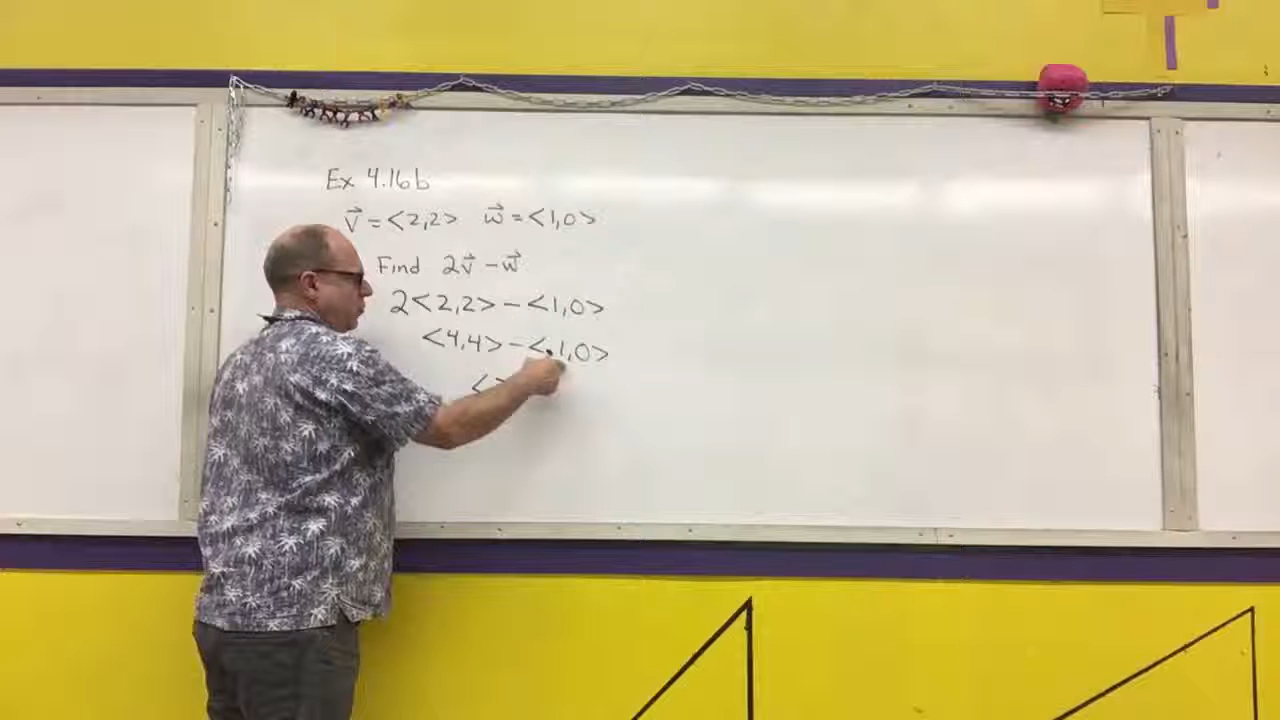 Ex 4.16b
v⃗ = <2,2> w⃗ = <1,0>
Find 2v⃗ - w⃗
2<2,2> - <1,0>
<4,4> - <1,0>
<